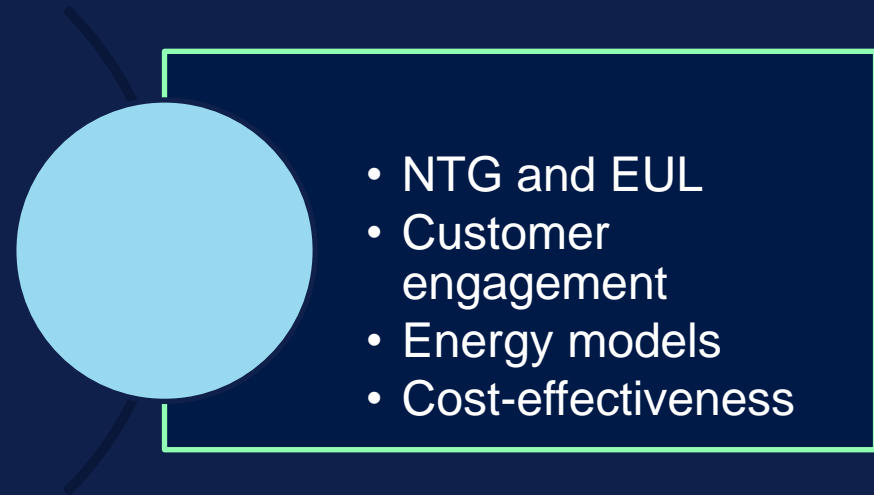 • NTG and EUL
• Customer
engagement
• Energy models
• Cost-effectiveness